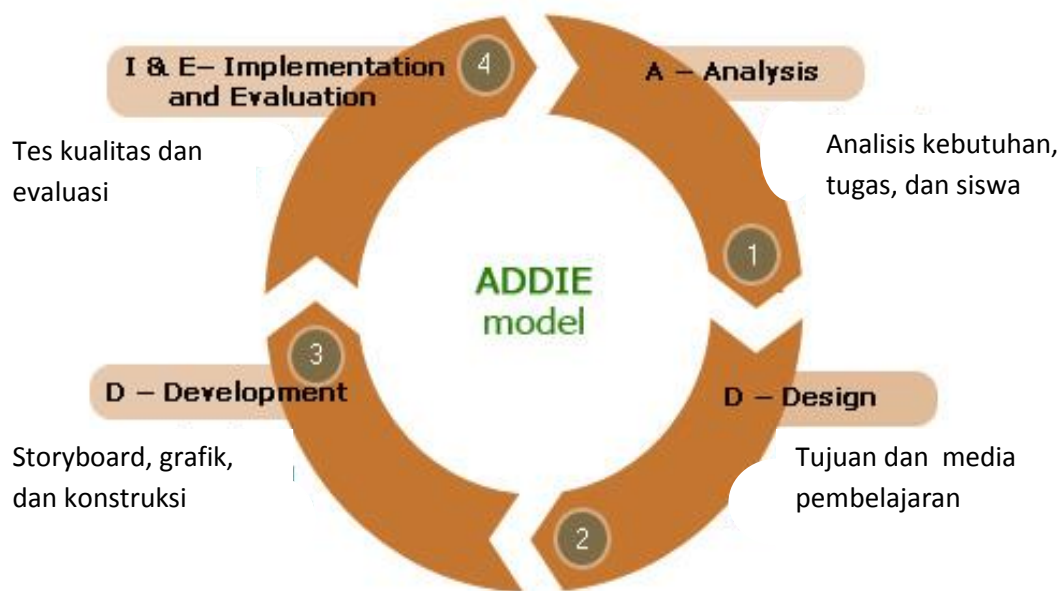 A – Analysis
1
Analisis kebutuhan,
tugas, dan siswa
D – Design
2
Tujuan dan media
pembelajaran
D – Development
3
Storyboard, grafik,
dan konstruksi
I & E– Implementation
and Evaluation
4
Tes kualitas dan
evaluasi
ADDIE
model